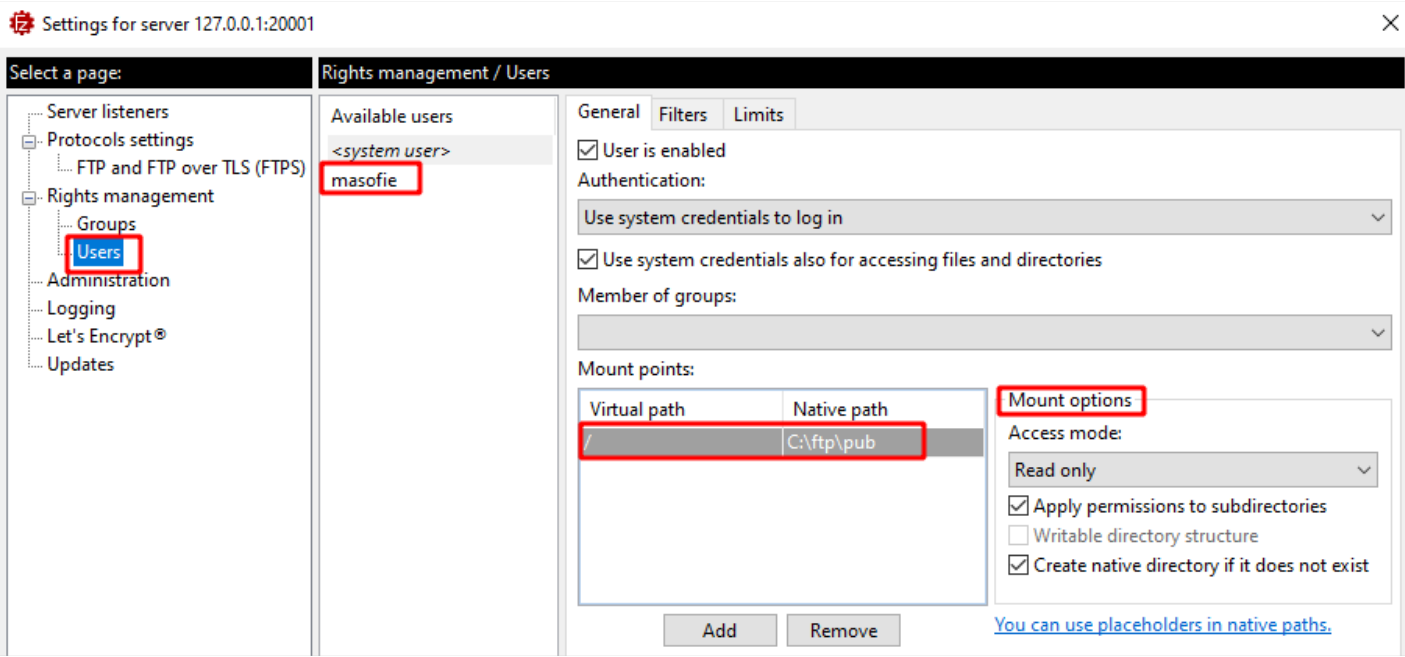 Settings for server 127.0.0.1:20001
Select a page:
Server listeners
Protocols settings
FTP and FTP over TLS (FTPS)
Rights management
Groups
Users
Administration
Logging
Let's Encrypt®
Updates
Rights management / Users
Available users
<system user>
masofie
General Filters Limits
User is enabled
Authentication:
Use system credentials to log in
Use system credentials also for accessing files and directories
Member of groups:
Mount points:
Virtual path Native path
/ C:\ftp\pub
Add Remove
Mount options
Access mode:
Read only
Apply permissions to subdirectories
Writable directory structure
Create native directory if it does not exist
You can use placeholders in native paths.